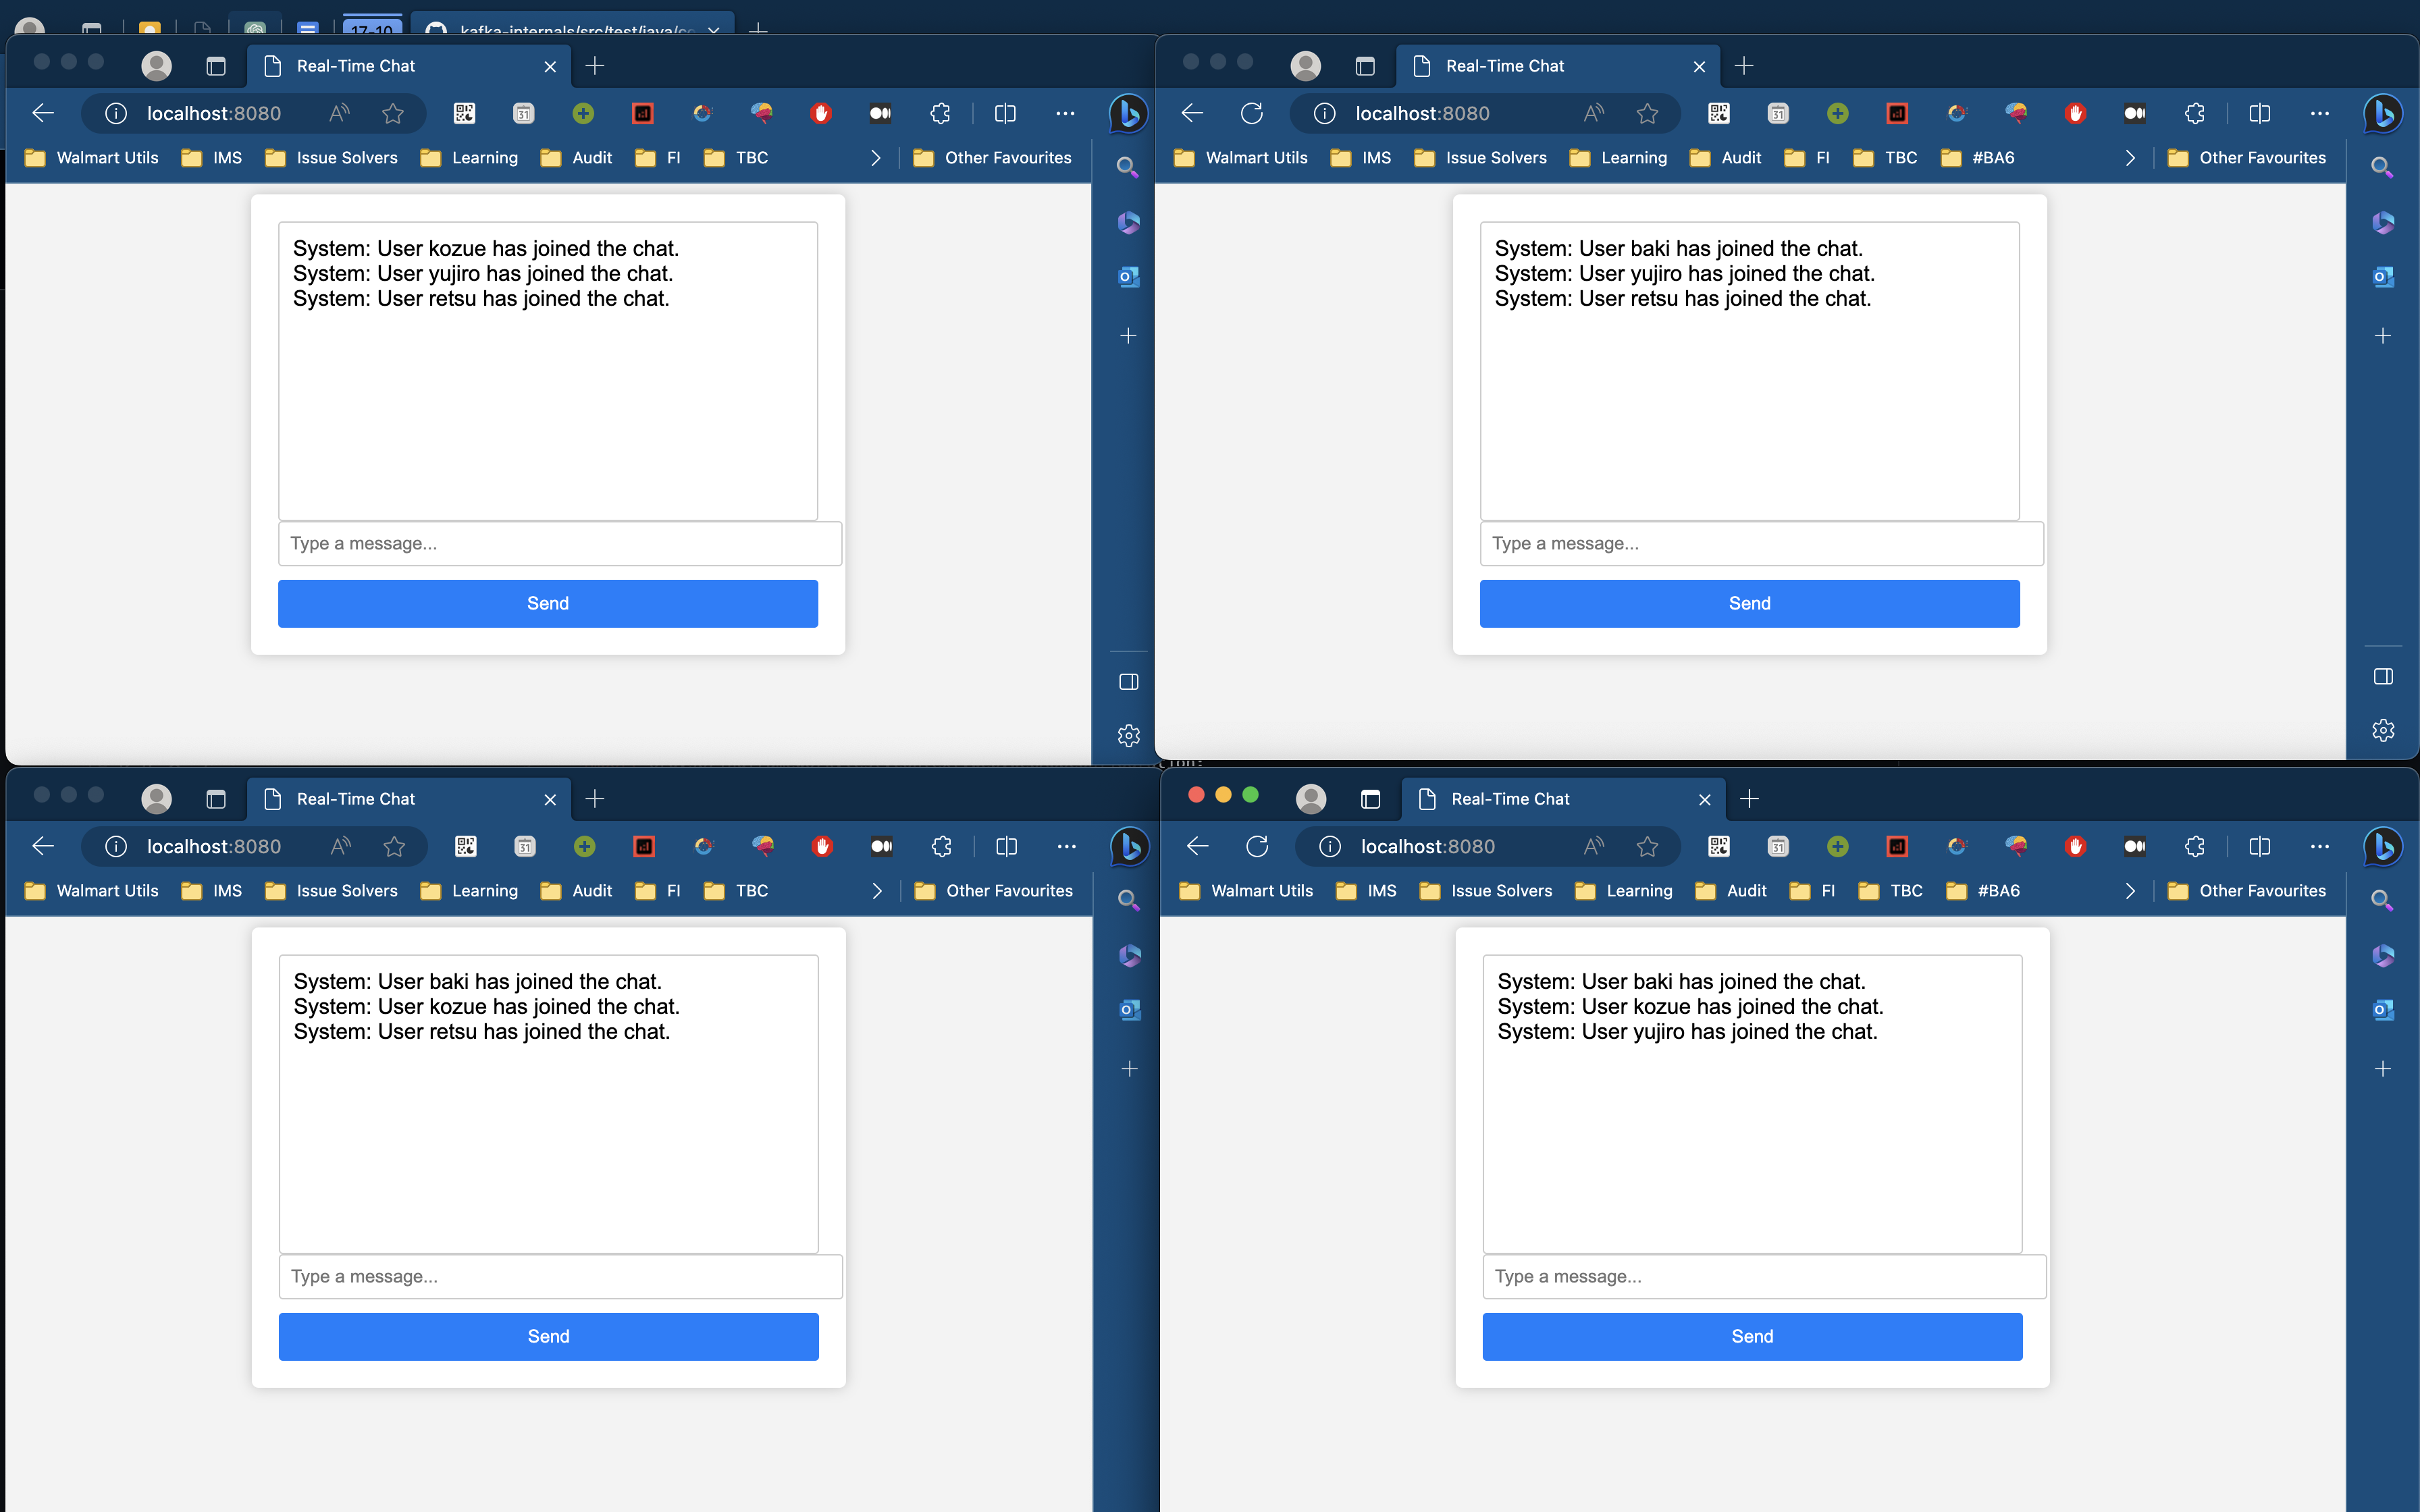 17-10 kafka-internals/src/test/java/co
Real-Time Chat
localhost:8080
Walmart Utils IMS Issue Solvers Learning Audit FI TBC Other Favourites
System: User kozue has joined the chat.
System: User yujiro has joined the chat.
System: User retsu has joined the chat.
Type a message...
Send
Real-Time Chat
localhost:8080
Walmart Utils IMS Issue Solvers Learning Audit FI TBC #BA6 Other Favourites
System: User baki has joined the chat.
System: User yujiro has joined the chat.
System: User retsu has joined the chat.
Type a message...
Send
Real-Time Chat
localhost:8080
Walmart Utils IMS Issue Solvers Learning Audit FI TBC Other Favourites
System: User baki has joined the chat.
System: User kozue has joined the chat.
System: User retsu has joined the chat.
Type a message...
Send
Real-Time Chat
localhost:8080
Walmart Utils IMS Issue Solvers Learning Audit FI TBC #BA6 Other Favourites
System: User baki has joined the chat.
System: User kozue has joined the chat.
System: User yujiro has joined the chat.
Type a message...
Send